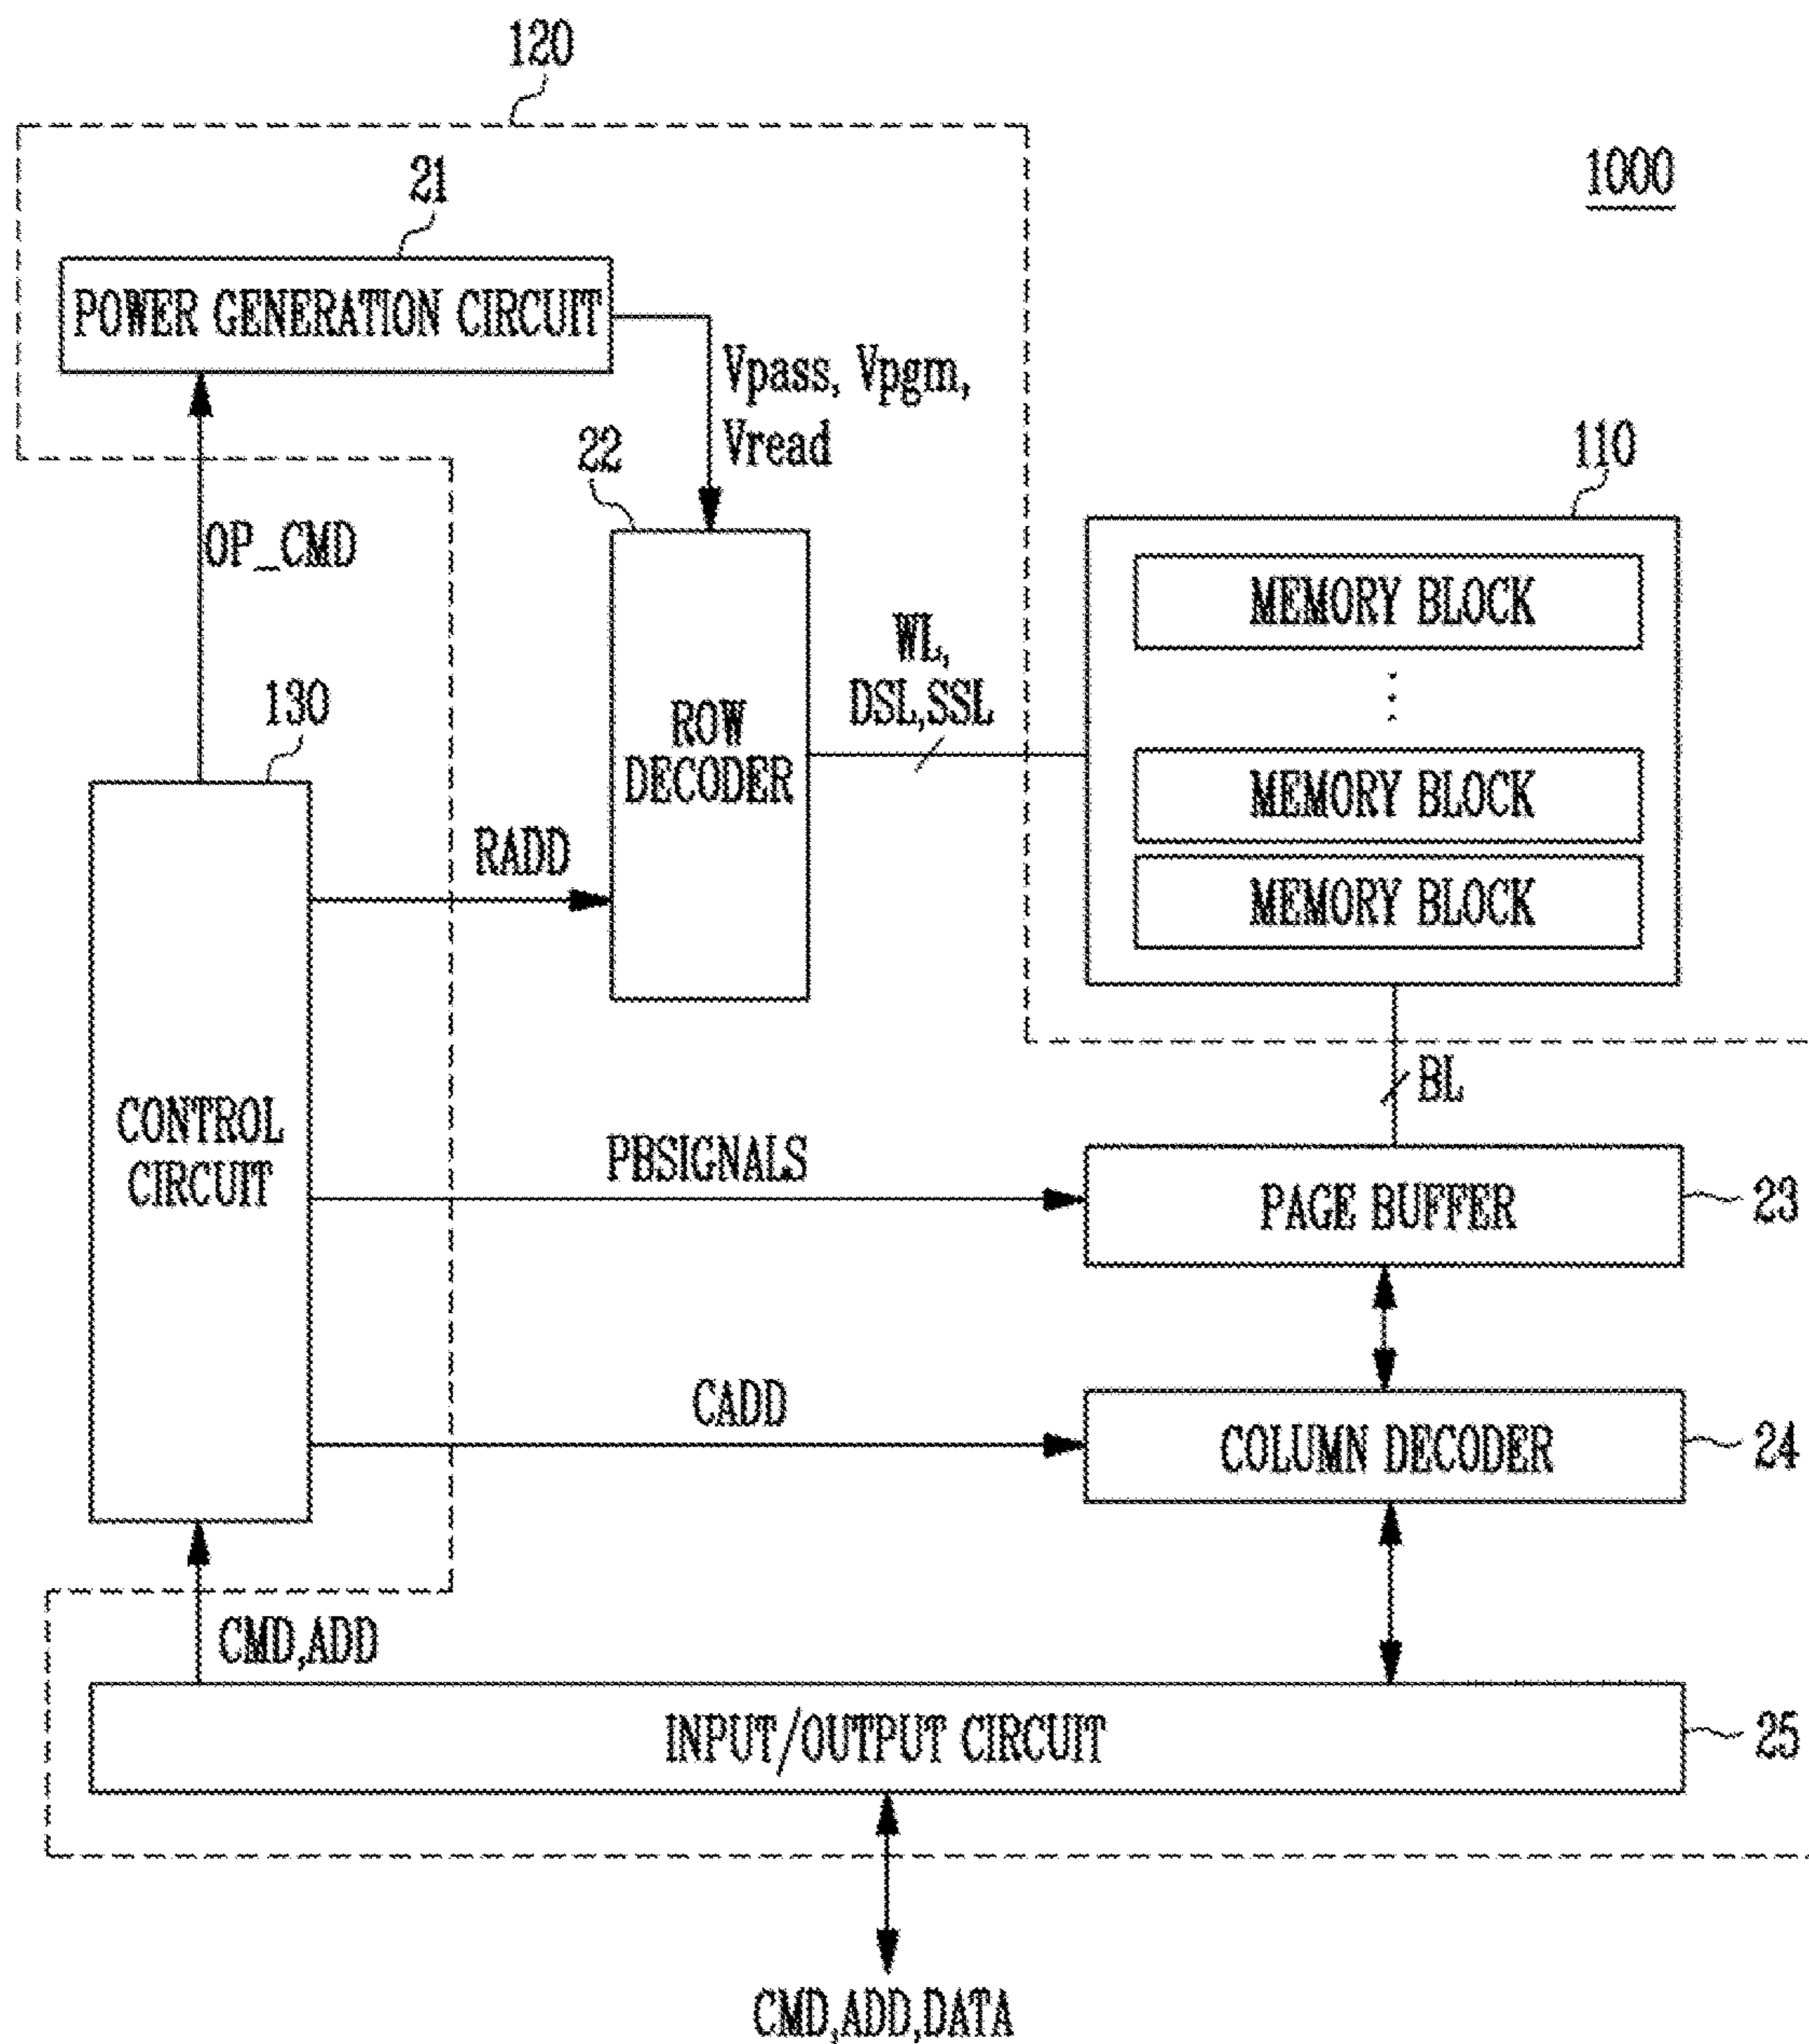 120
1000
21
POWER GENERATION CIRCUIT
Vpass, Vpgm,
Vread
22
110
OP_CMD
MEMORY BLOCK
WL,
DSL,SSL
130
ROW
DECODER
MEMORY BLOCK
RADD
MEMORY BLOCK
BL
CONTROL
CIRCUIT
PBSIGNALS
PAGE BUFFER
23
CADD
COLUMN DECODER
24
CMD,ADD
INPUT/OUTPUT CIRCUIT
25
CMD,ADD,DATA